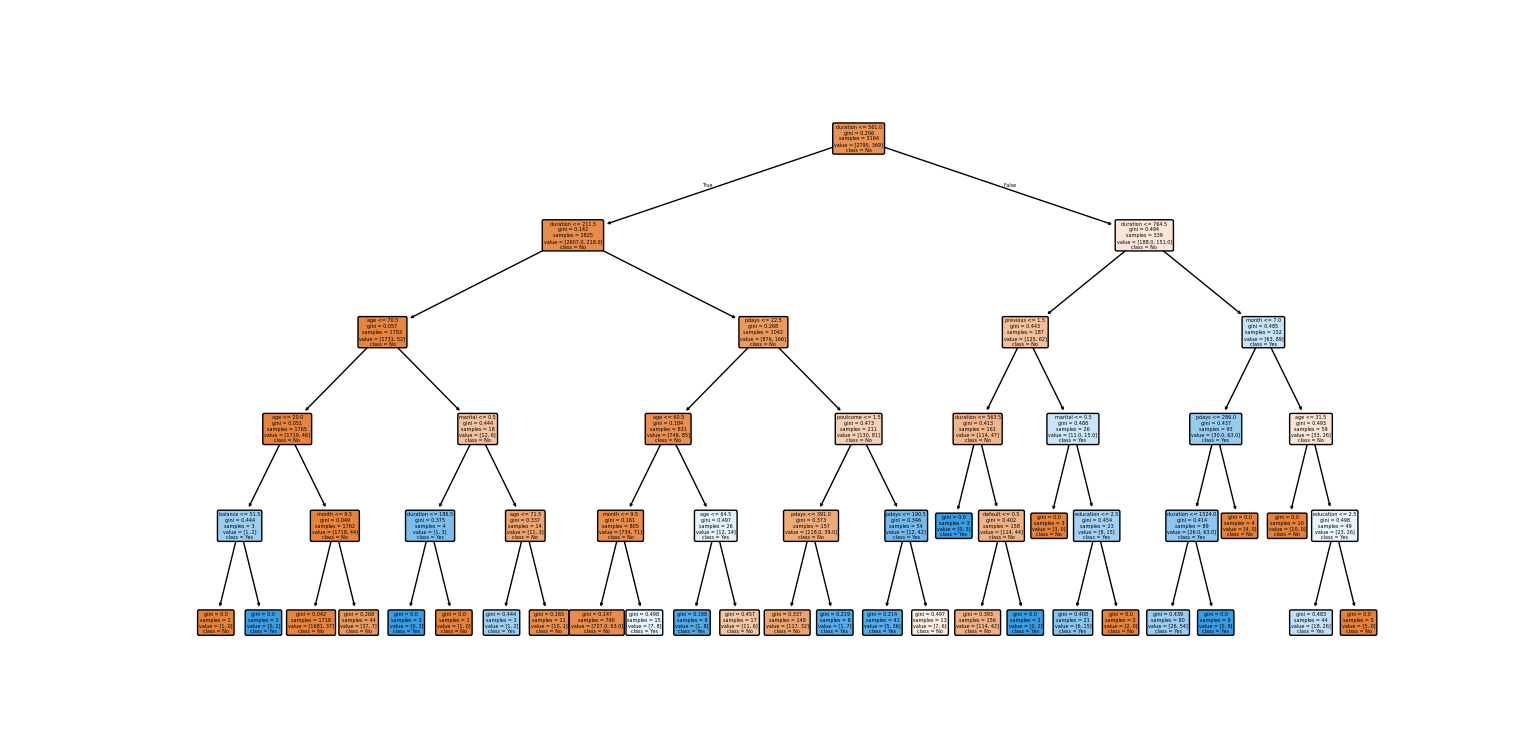 duration <= 561.0
gini = 0.206
samples = 3164
value = [2795, 369]
class = No
True
False
duration <= 211.5
gini = 0.142
samples = 2825
value = [2607.0, 218.0]
class = No
duration <= 764.5
gini = 0.494
samples = 339
value = [188.0, 151.0]
class = No
age <= 70.5
gini = 0.057
samples = 1783
value = [1731, 52]
class = No
pdays <= 22.5
gini = 0.268
samples = 1042
value = [876, 166]
class = No
previous <= 1.5
gini = 0.443
samples = 187
value = [125, 62]
class = No
month <= 7.0
gini = 0.485
samples = 152
value = [63, 89]
class = Yes
age <= 20.0
gini = 0.051
samples = 1765
value = [1719, 46]
class = No
marital <= 0.5
gini = 0.444
samples = 18
value = [12, 6]
class = No
age <= 60.5
gini = 0.184
samples = 831
value = [746, 85]
class = No
poutcome <= 1.5
gini = 0.473
samples = 211
value = [130, 81]
class = No
duration <= 563.5
gini = 0.413
samples = 161
value = [114, 47]
class = No
marital <= 0.5
gini = 0.488
samples = 26
value = [11.0, 15.0]
class = Yes
pdays <= 286.0
gini = 0.437
samples = 93
value = [30.0, 63.0]
class = Yes
age <= 31.5
gini = 0.493
samples = 59
value = [33, 26]
class = No
balance <= 51.5
gini = 0.444
samples = 3
value = [1, 2]
class = Yes
month <= 9.5
gini = 0.049
samples = 1762
value = [1718, 44]
class = No
duration <= 186.5
gini = 0.375
samples = 4
value = [1, 3]
class = Yes
age <= 71.5
gini = 0.337
samples = 14
value = [11, 3]
class = No
month <= 9.5
gini = 0.161
samples = 805
value = [734, 71]
class = No
age <= 64.5
gini = 0.497
samples = 26
value = [12, 14]
class = Yes
pdays <= 391.0
gini = 0.373
samples = 157
value = [118.0, 39.0]
class = No
pdays <= 190.5
gini = 0.346
samples = 54
value = [12, 42]
class = Yes
gini = 0.0
samples = 3
value = [0, 3]
class = Yes
default <= 0.5
gini = 0.402
samples = 158
value = [114, 44]
class = No
gini = 0.0
samples = 3
value = [3, 0]
class = No
education <= 2.5
gini = 0.454
samples = 23
value = [8, 15]
class = Yes
duration <= 1524.0
gini = 0.414
samples = 89
value = [26.0, 63.0]
class = Yes
gini = 0.0
samples = 4
value = [4, 0]
class = No
gini = 0.0
samples = 10
value = [10, 0]
class = No
education <= 2.5
gini = 0.498
samples = 49
value = [23, 26]
class = Yes
gini = 0.0
samples = 1
value = [1, 0]
class = No
gini = 0.0
samples = 2
value = [0, 2]
class = Yes
gini = 0.042
samples = 1718
value = [1681, 37]
class = No
gini = 0.268
samples = 44
value = [37, 7]
class = No
gini = 0.0
samples = 3
value = [0, 3]
class = Yes
gini = 0.0
samples = 1
value = [1, 0]
class = No
gini = 0.444
samples = 3
value = [1, 2]
class = Yes
gini = 0.165
samples = 11
value = [10, 1]
class = No
gini = 0.147
samples = 790
value = [727.0, 63.0]
class = No
gini = 0.498
samples = 15
value = [7, 8]
class = Yes
gini = 0.198
samples = 9
value = [1, 8]
class = Yes
gini = 0.457
samples = 17
value = [11, 6]
class = No
gini = 0.337
samples = 149
value = [117, 32]
class = No
gini = 0.219
samples = 8
value = [1, 7]
class = Yes
gini = 0.214
samples = 41
value = [5, 36]
class = Yes
gini = 0.497
samples = 13
value = [7, 6]
class = No
gini = 0.393
samples = 156
value = [114, 42]
class = No
gini = 0.0
samples = 2
value = [0, 2]
class = Yes
gini = 0.408
samples = 21
value = [6, 15]
class = Yes
gini = 0.0
samples = 2
value = [2, 0]
class = No
gini = 0.439
samples = 80
value = [26, 54]
class = Yes
gini = 0.0
samples = 9
value = [0, 9]
class = Yes
gini = 0.483
samples = 44
value = [18, 26]
class = Yes
gini = 0.0
samples = 5
value = [5, 0]
class = No